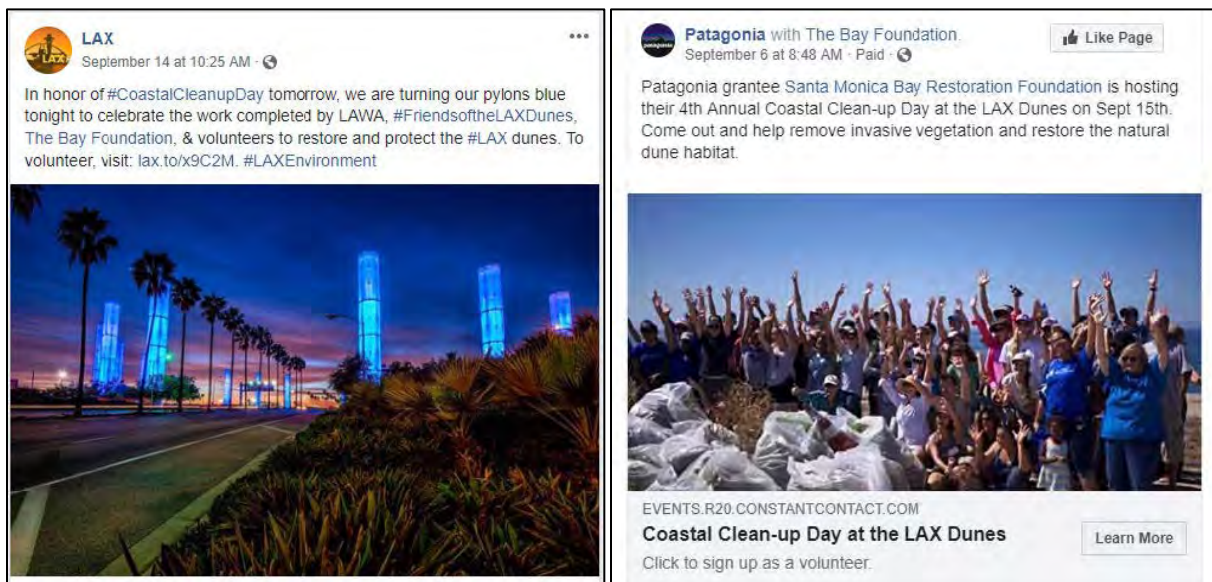 LAX
September 14 at 10:25 AM ·
In honor of #CoastalCleanupDay tomorrow, we are turning our pylons blue
tonight to celebrate the work completed by LAWA, #FriendsoftheLAXDunes,
The Bay Foundation, & volunteers to restore and protect the #LAX dunes. To
volunteer, visit: lax.to/x9C2M. #LAXEnvironment
Patagonia with The Bay Foundation.
September 6 at 8:48 AM · Paid ·
Like Page
Patagonia grantee Santa Monica Bay Restoration Foundation is hosting
their 4th Annual Coastal Clean-up Day at the LAX Dunes on Sept 15th.
Come out and help remove invasive vegetation and restore the natural
dune habitat.
EVENTS.R20.CONSTANTCONTACT.COM
Coastal Clean-up Day at the LAX Dunes
Click to sign up as a volunteer.
Learn More